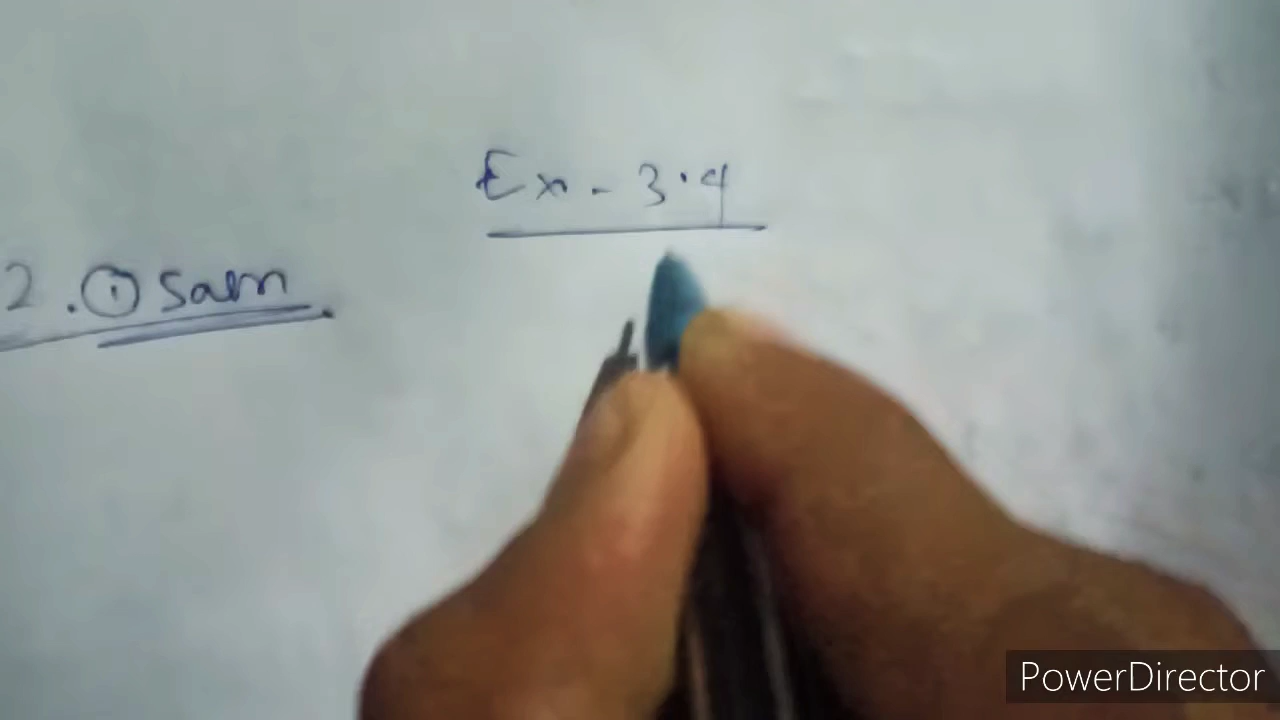 Ex - 3.4
2. ① Sam
PowerDirector